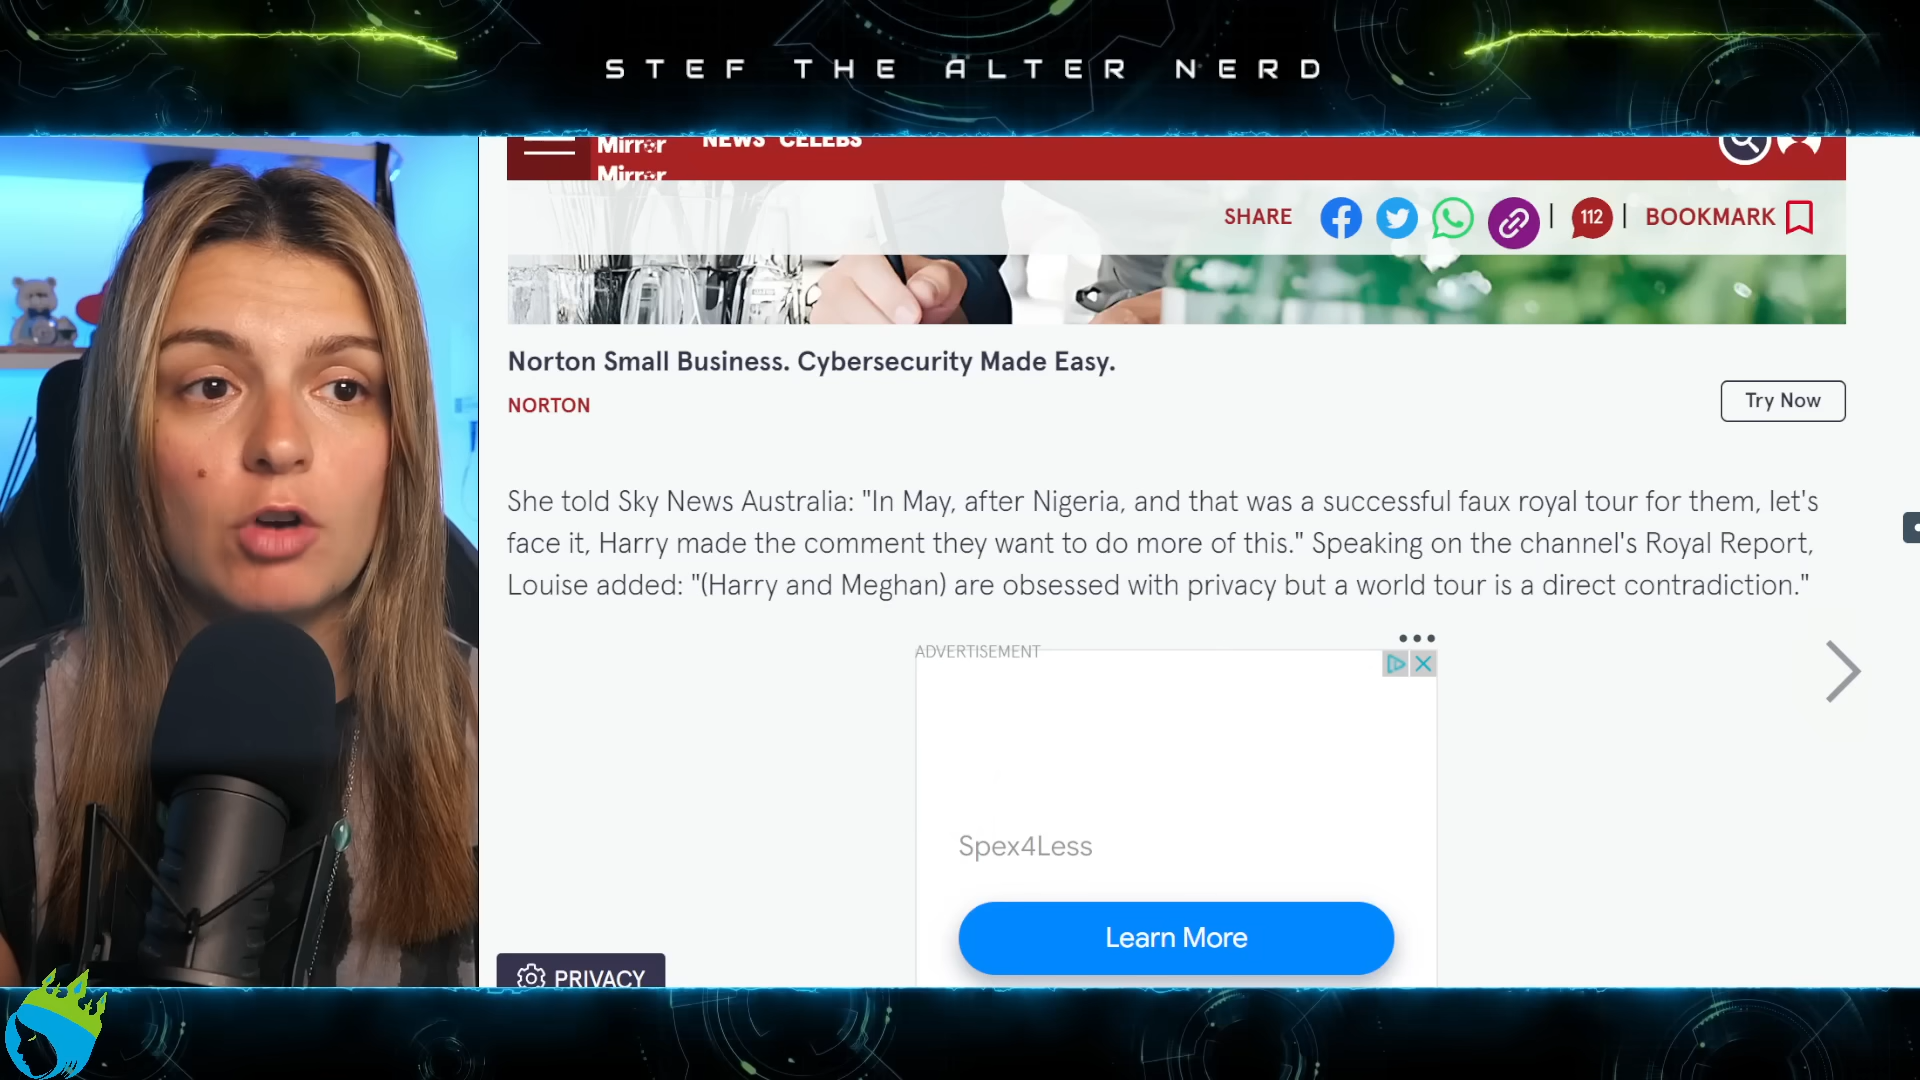 STEF THE ALTER NERD
Mirror
Mirror
NEWS CELEBS
SHARE
112
BOOKMARK
Norton Small Business. Cybersecurity Made Easy.
NORTON
Try Now
She told Sky News Australia: "In May, after Nigeria, and that was a successful faux royal tour for them, let's
face it, Harry made the comment they want to do more of this." Speaking on the channel's Royal Report,
Louise added: "(Harry and Meghan) are obsessed with privacy but a world tour is a direct contradiction."
ADVERTISEMENT
Spex4Less
Learn More
PRIVACY